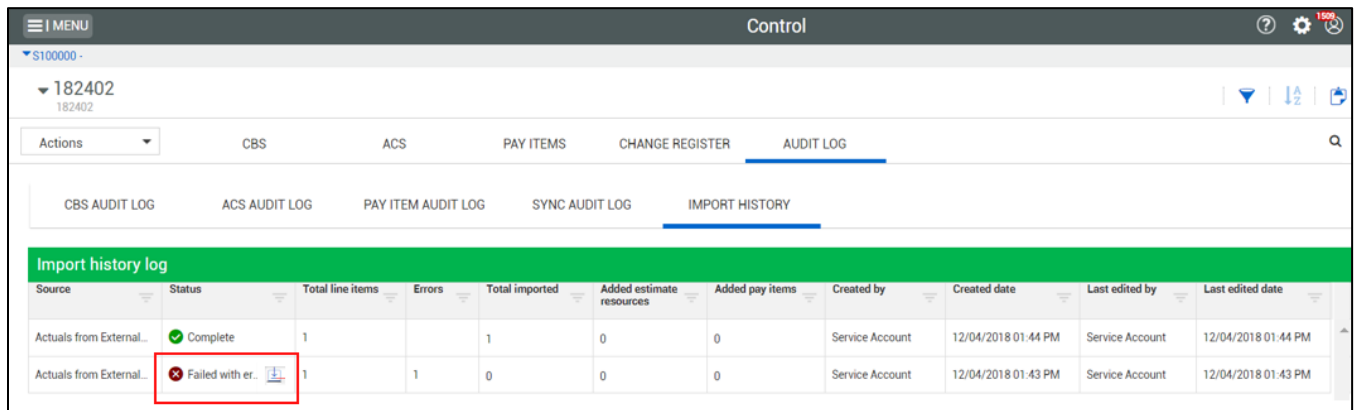 MENU
Control
1509
S100000 -
182402
182402
Actions
CBS
ACS
PAY ITEMS
CHANGE REGISTER
AUDIT LOG
CBS AUDIT LOG
ACS AUDIT LOG
PAY ITEM AUDIT LOG
SYNC AUDIT LOG
IMPORT HISTORY
Import history log
Source Status Total line items Errors Total imported Added estimate resources Added pay items Created by Created date Last edited by Last edited date
Actuals from External... Complete 1 1 0 0 Service Account 12/04/2018 01:44 PM Service Account 12/04/2018 01:44 PM
Actuals from External... Failed with er.. 1 1 0 0 0 Service Account 12/04/2018 01:43 PM Service Account 12/04/2018 01:43 PM